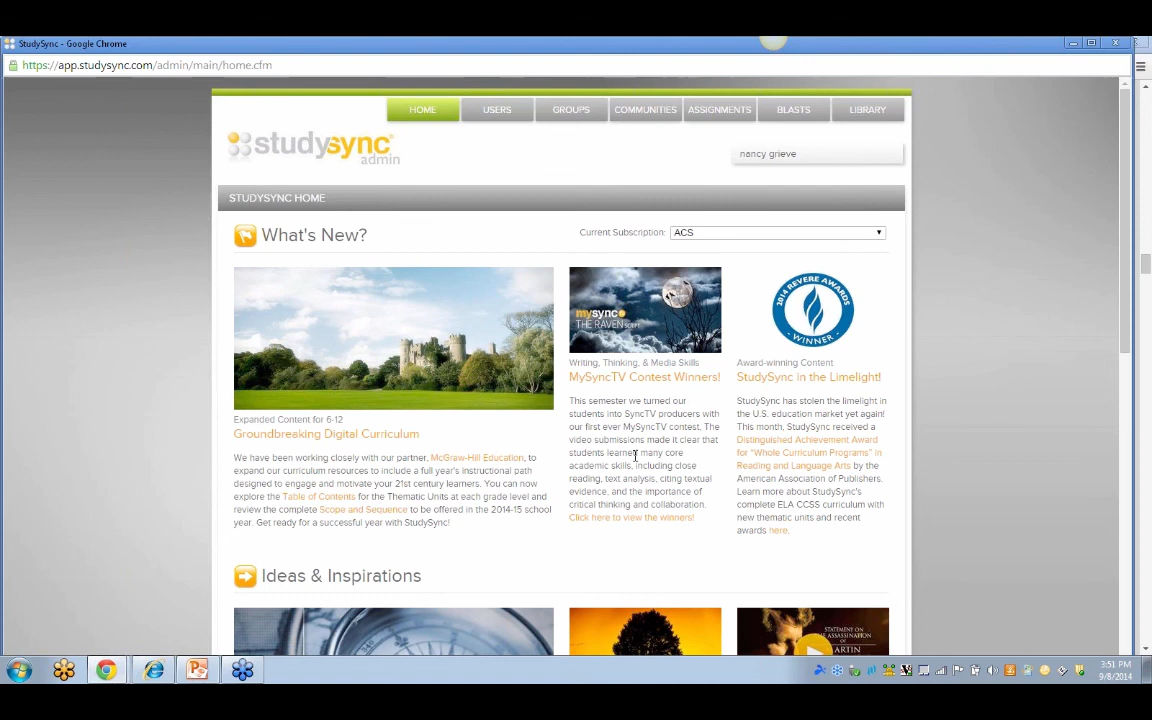 StudySync - Google Chrome
https://app.studysync.com/admin/main/home.cfm
HOME USERS GROUPS COMMUNITIES ASSIGNMENTS BLASTS LIBRARY
studysync®
admin
nancy grieve
STUDYSYNC HOME
What's New?
Current Subscription: ACS
mysync
THE RAVEN
2014 REVERE AWARDS
WINNER
Expanded Content for 6-12
Groundbreaking Digital Curriculum
We have been working closely with our partner, McGraw-Hill Education, to
expand our curriculum resources to include a full year's instructional path
designed to engage and motivate your 21st century learners. You can now
explore the Table of Contents for the Thematic Units at each grade level and
review the complete Scope and Sequence to be offered in the 2014-15 school
year. Get ready for a successful year with StudySync!
Writing, Thinking, & Media Skills
MySyncTV Contest Winners!
This semester we turned our
students into SyncTV producers with
our first ever MySyncTV contest. The
video submissions made it clear that
students learned many core
academic skills, including close
reading, text analysis, citing textual
evidence, and the importance of
critical thinking and collaboration.
Click here to view the winners!
Award-winning Content
StudySync in the Limelight!
StudySync has stolen the limelight in
the U.S. education market yet again!
This month, StudySync received a
Distinguished Achievement Award
for "Whole Curriculum Programs" in
Reading and Language Arts by the
American Association of Publishers.
Learn more about StudySync's
complete ELA CCSS curriculum with
new thematic units and recent
awards here.
Ideas & Inspirations
STATEMENT ON
THE ASSASSINATION
OF
MARTIN
3:51 PM
9/8/2014